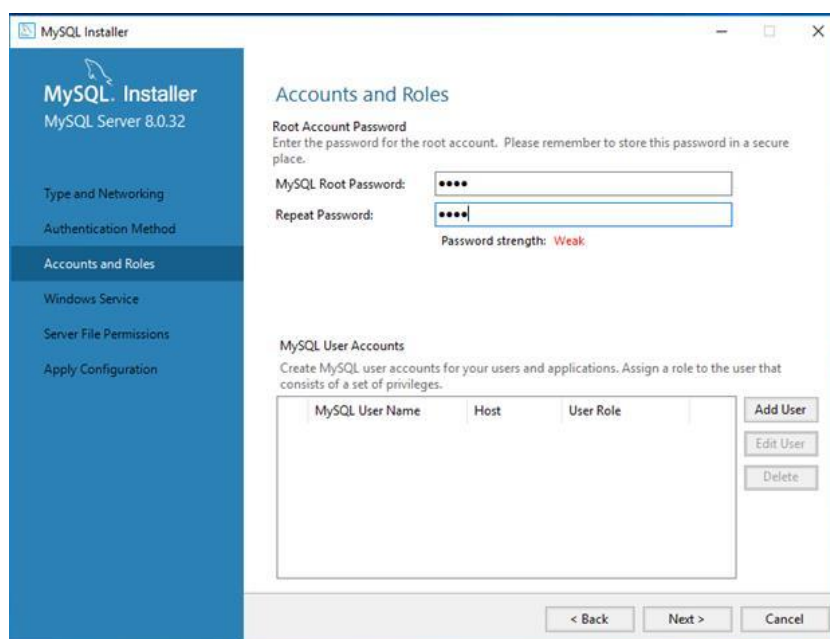 MySQL Installer
MySQL. Installer
MySQL Server 8.0.32
Type and Networking
Authentication Method
Accounts and Roles
Windows Service
Server File Permissions
Apply Configuration
Accounts and Roles
Root Account Password
Enter the password for the root account. Please remember to store this password in a secure
place.
MySQL Root Password: ••••
Repeat Password: ••••
Password strength: Weak
MySQL User Accounts
Create MySQL user accounts for your users and applications. Assign a role to the user that
consists of a set of privileges.
MySQL User Name Host User Role
Add User
Edit User
Delete
< Back Next > Cancel